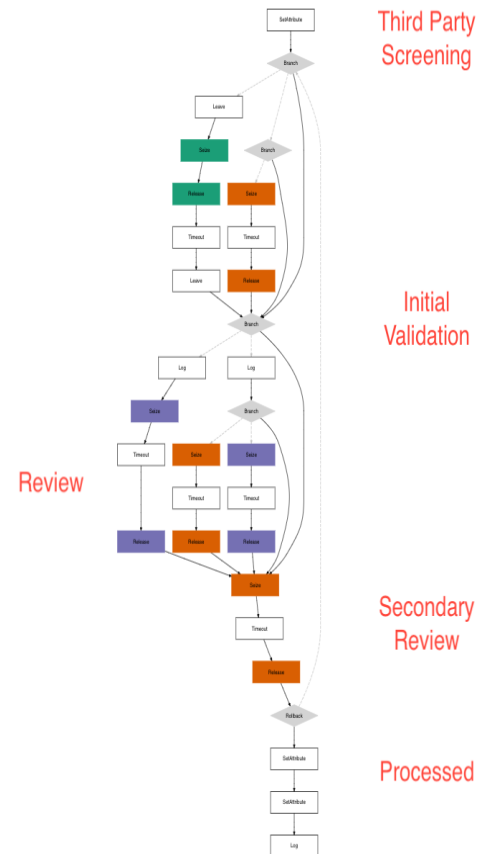 SetAttribute
Third Party
Screening
Branch
Leave
Seize
Branch
Release
Seize
Timeout
Timeout
Leave
Release
Initial
Validation
Branch
Log
Log
Seize
Branch
Timeout
Seize
Seize
Review
Timeout
Timeout
Release
Release
Release
Seize
Secondary
Review
Timeout
Release
Rollback
SetAttribute
Processed
SetAttribute
Log